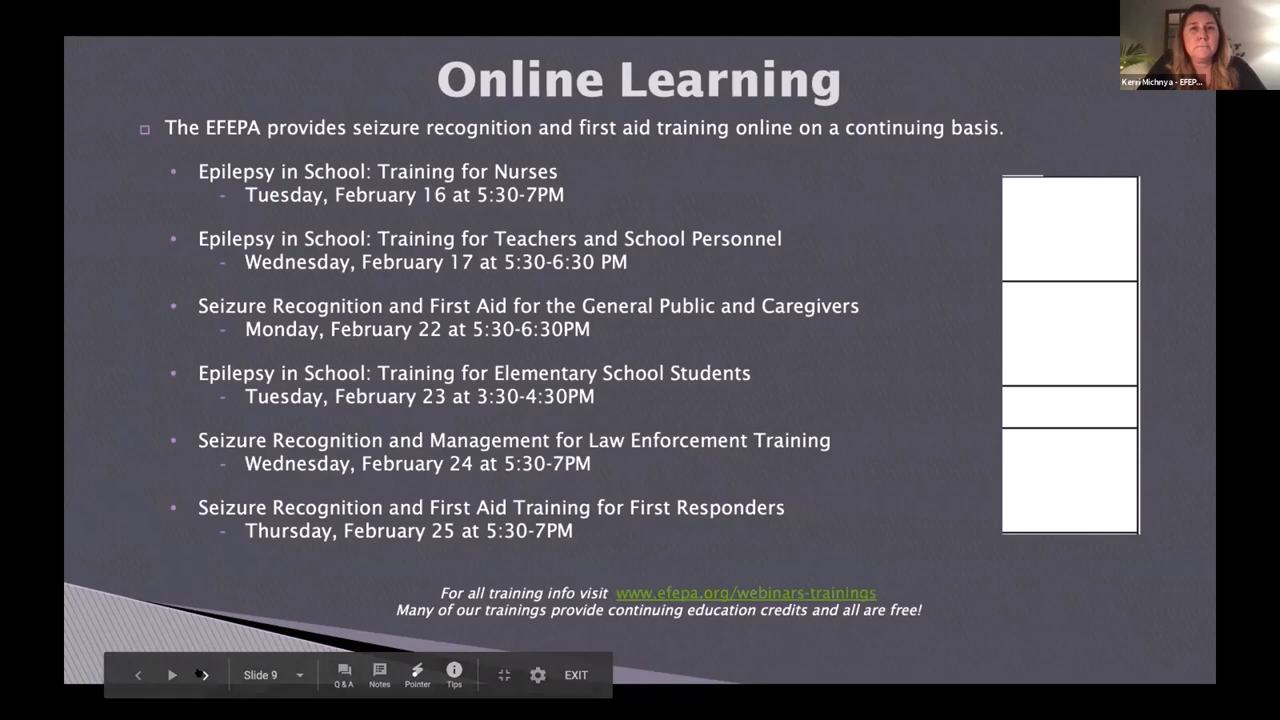 Online Learning
Kerri Michnya - EFEP...
The EFEPA provides seizure recognition and first aid training online on a continuing basis.
• Epilepsy in School: Training for Nurses
- Tuesday, February 16 at 5:30-7PM
• Epilepsy in School: Training for Teachers and School Personnel
- Wednesday, February 17 at 5:30-6:30 PM
• Seizure Recognition and First Aid for the General Public and Caregivers
- Monday, February 22 at 5:30-6:30PM
• Epilepsy in School: Training for Elementary School Students
- Tuesday, February 23 at 3:30-4:30PM
• Seizure Recognition and Management for Law Enforcement Training
- Wednesday, February 24 at 5:30-7PM
• Seizure Recognition and First Aid Training for First Responders
- Thursday, February 25 at 5:30-7PM
For all training info visit www.efepa.org/webinars-trainings
Many of our trainings provide continuing education credits and all are free!
Slide 9
Q & A
Notes
Pointer
Tips
EXIT